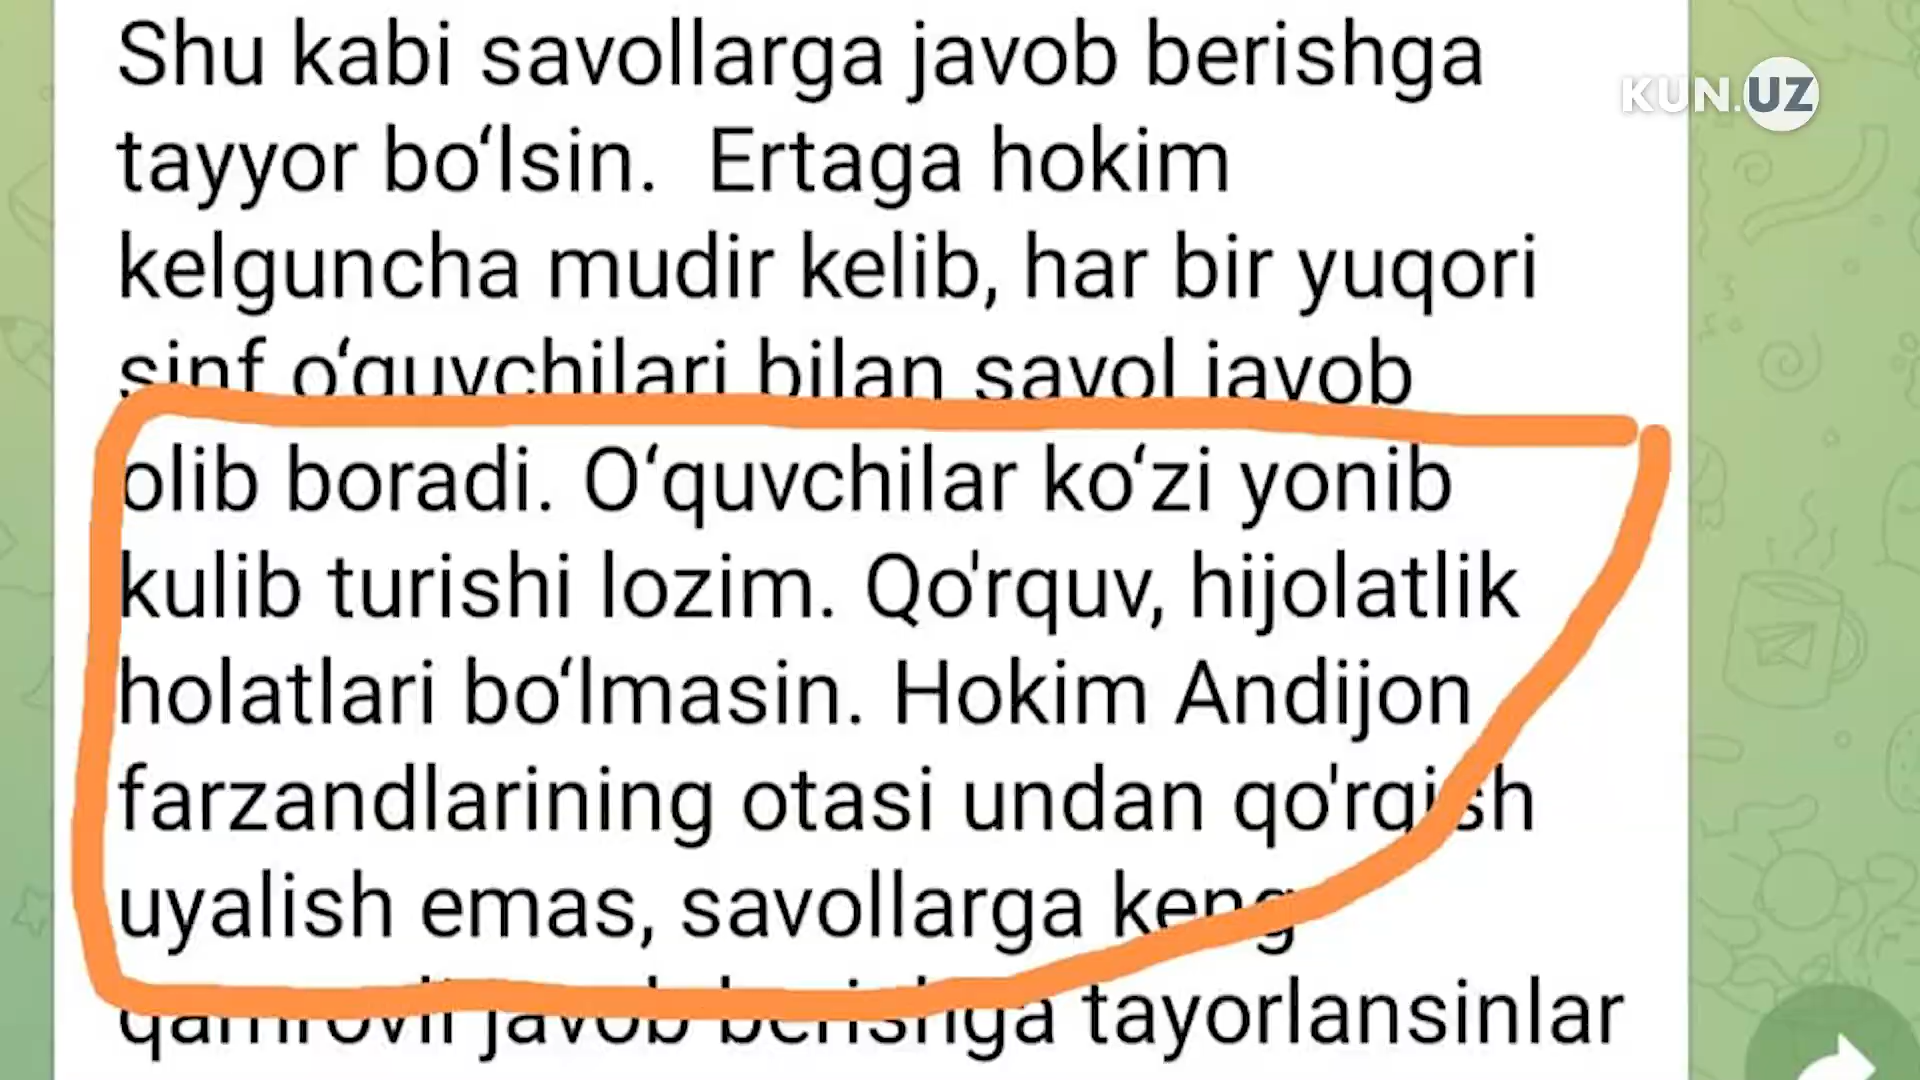 Shu kabi savollarga javob berishga
tayyor bo‘lsin. Ertaga hokim
kelguncha mudir kelib, har bir yuqori
sinf o‘quvchilari bilan savol javob
olib boradi. O‘quvchilar ko‘zi yonib
kulib turishi lozim. Qo'rquv, hijolatlik
holatlari bo‘lmasin. Hokim Andijon
farzandlarining otasi undan qo'rqish
uyalish emas, savollarga keng
qamrovli javob berishga tayorlansinlar
KUN.UZ